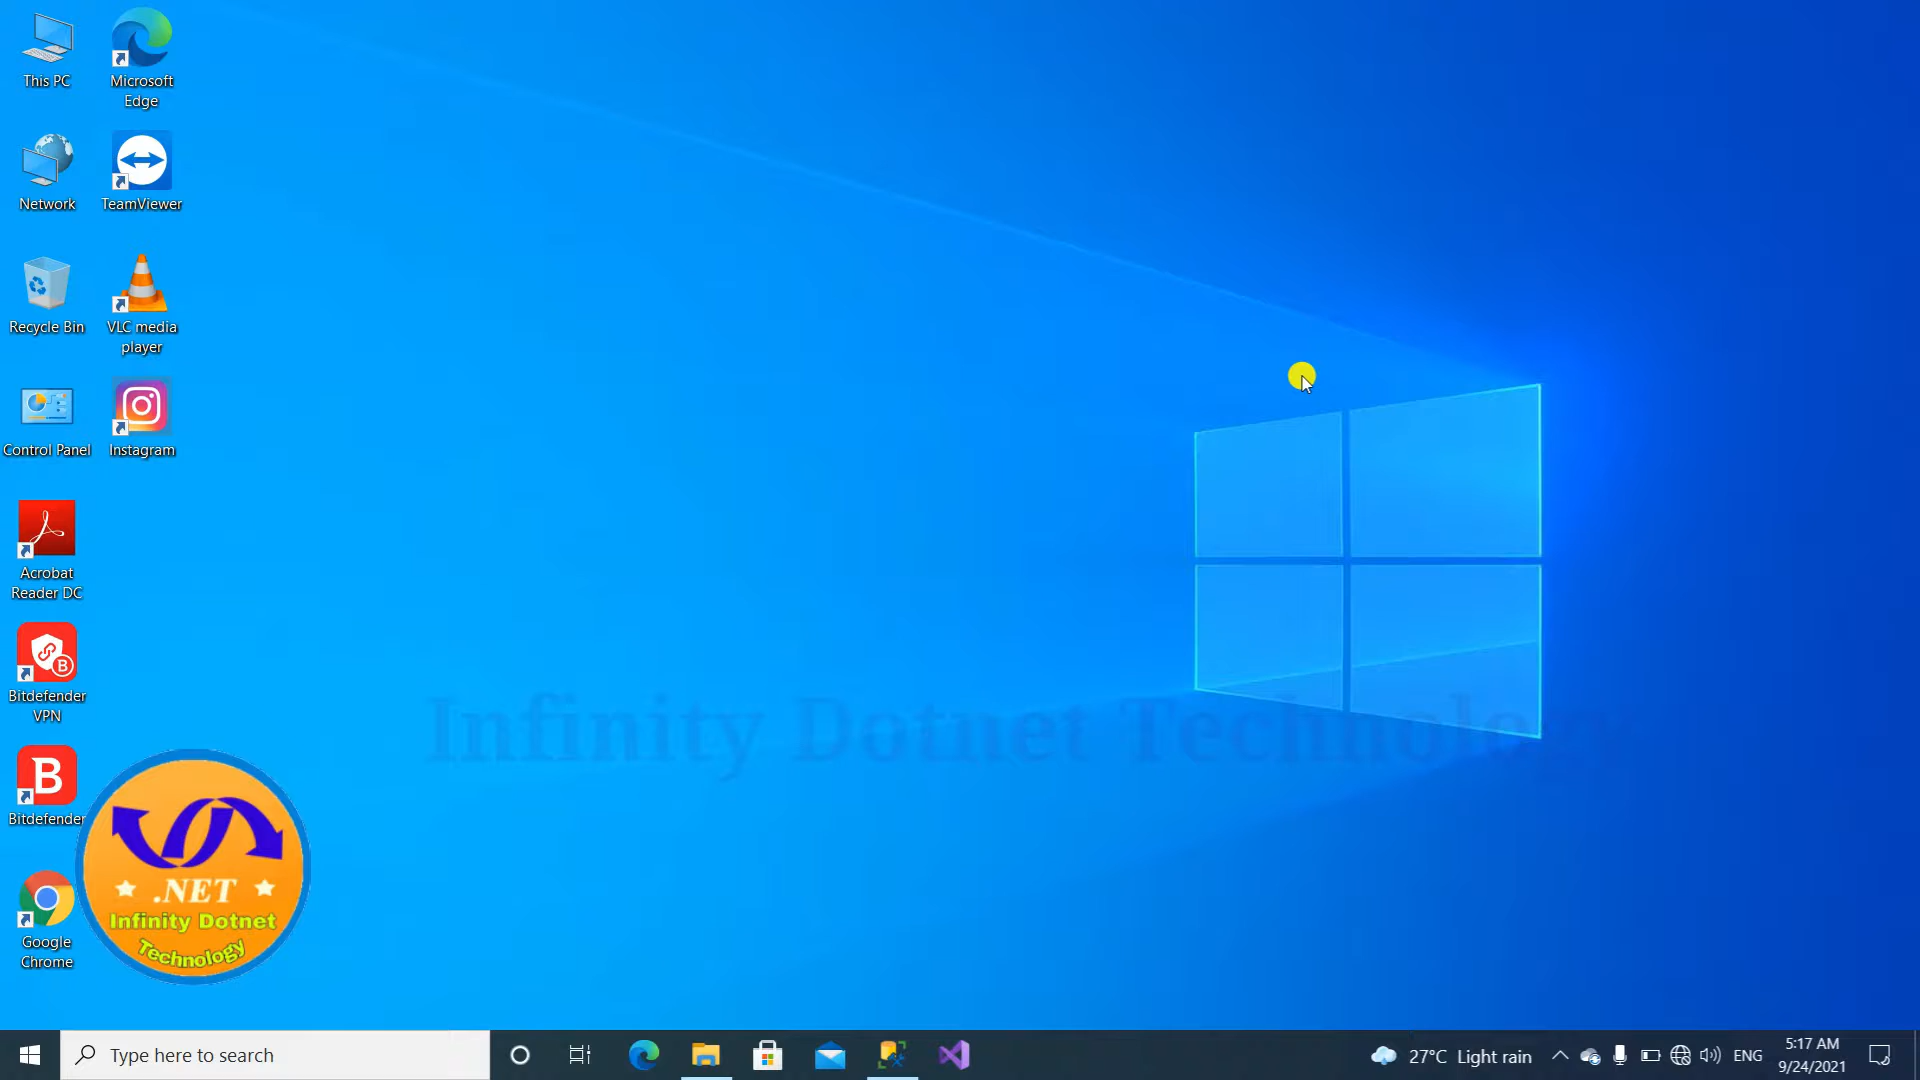 This PC
Microsoft
Edge
Network
TeamViewer
Recycle Bin
VLC media
player
Control Panel
Instagram
Acrobat
Reader DC
Bitdefender
VPN
Bitdefender
Google
Chrome
.NET
Infinity Dotnet
Technology
Infinity Dotnet Technology
Type here to search
27°C Light rain
ENG
5:17 AM
9/24/2021